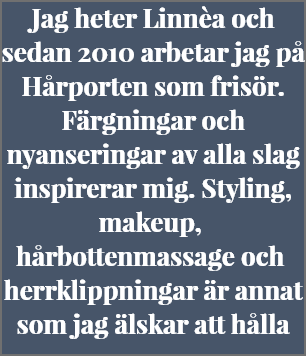 Jag heter Linnèa och
sedan 2010 arbetar jag på
Hårporten som frisör.
Färgningar och
nyanseringar av alla slag
inspirerar mig. Styling,
makeup,
hårbottenmassage och
herrklippningar är annat
som jag älskar att hålla